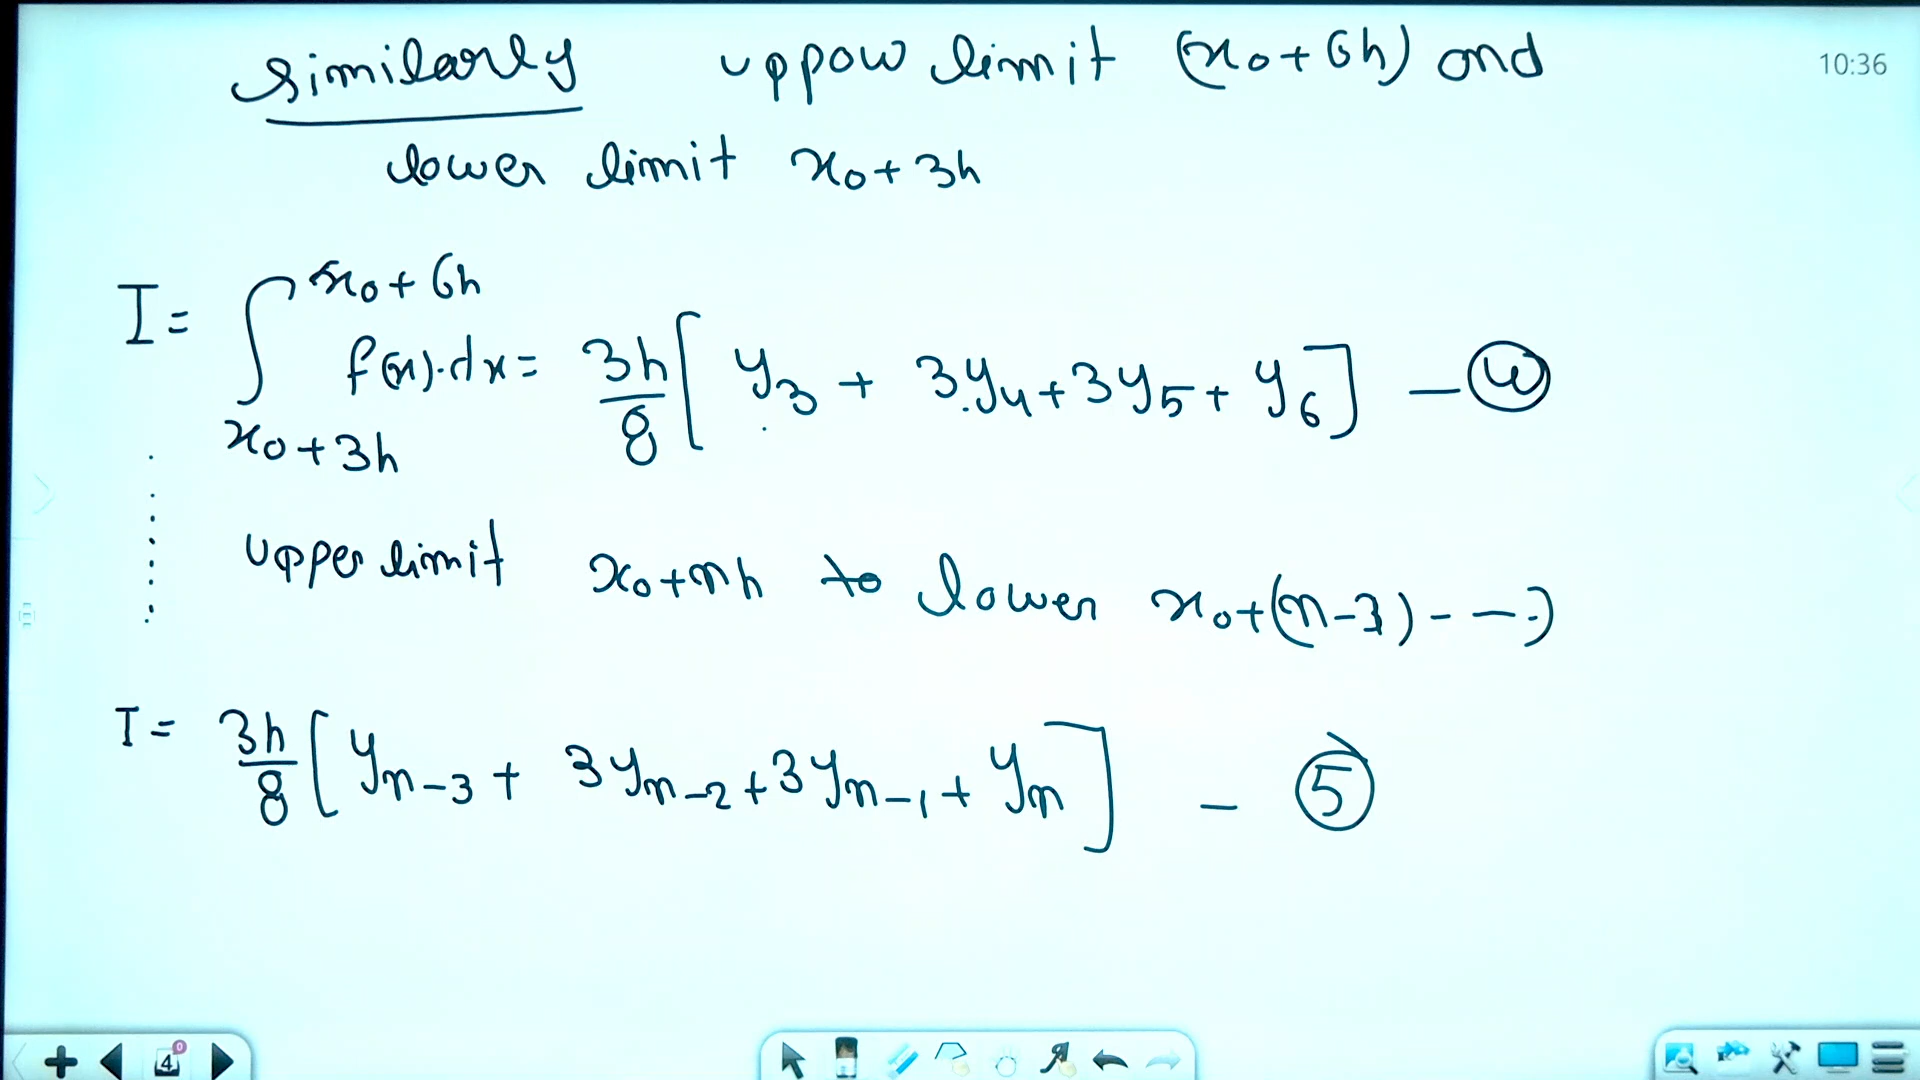 similarly uppow limit (x₀+6h) and
10:36
lower limit x₀+3h
I= ∫ x₀+6h
f(x).dx= 3h/8 [ y₃ + 3y₄+3y₅+ y₆] — ④
x₀+3h
upper limit x₀+nh to lower x₀+(n-3) - — -)
I= 3h/8 [yn-3 + 3yn-2+3yn-1+yn] – ⑤
4
0